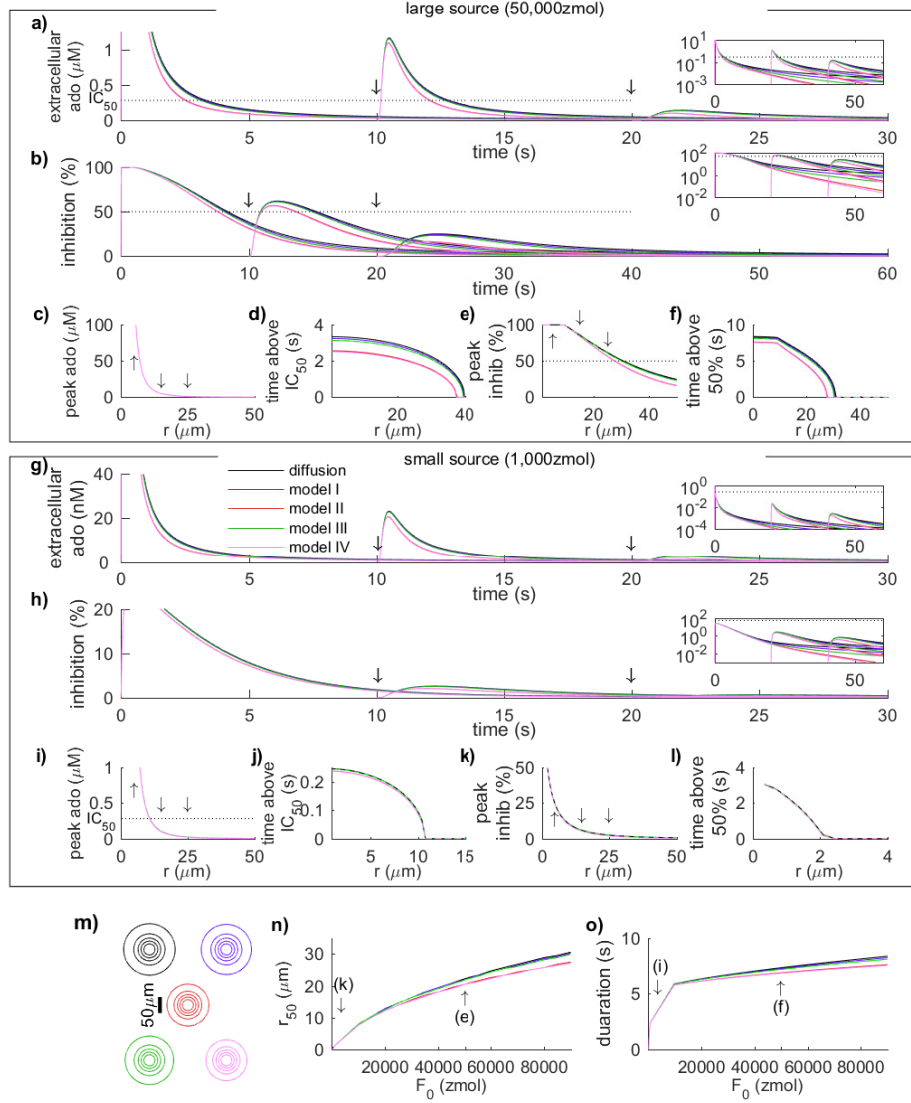 large source (50,000zmol)
a)
extracellular
ado (μM)
1
0.5
IC50
0
0 5 10 15 20 25 30
time (s)
10^1
10^-1
10^-3
0 50
b)
inhibition (%)
100
50
0
0 10 20 30 40 50 60
time (s)
10^2
10^0
10^-2
0 50
c)
peak ado (μM)
100
50
0
0 25 50
r (μm)
d)
time above
IC50 (s)
4
2
0
20 40
r (μm)
e)
peak
inhib (%)
100
50
0
20 40
r (μm)
f)
time above
50% (s)
10
5
0
0 20 40
r (μm)
small source (1,000zmol)
g)
extracellular
ado (nM)
40
20
0
0 5 10 15 20 25 30
time (s)
diffusion
model I
model II
model III
model IV
10^0
10^-2
10^-4
0 50
h)
inhibition (%)
20
10
0
0 5 10 15 20 25 30
time (s)
10^2
10^0
10^-2
0 50
i)
peak ado (μM)
1
0.5
IC50
0
0 25 50
r (μm)
j)
time above
IC50 (s)
0.2
0
5 10 15
r (μm)
k)
peak
inhib (%)
50
0
0 25 50
r (μm)
l)
time above
50% (s)
4
2
0
0 2 4
r (μm)
m)
50μm
n)
r50 (μm)
30
20
10
0
(k)
(e)
20000 40000 60000 80000
F0 (zmol)
o)
duaration (s)
10
5
0
(i)
(f)
20000 40000 60000 80000
F0 (zmol)